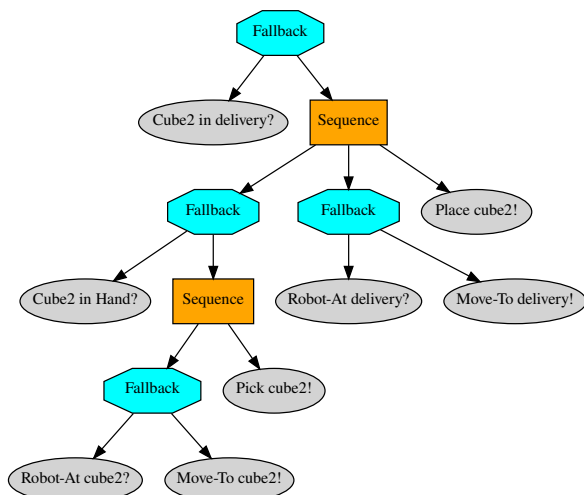 Fallback
Cube2 in delivery?
Sequence
Fallback
Fallback
Place cube2!
Cube2 in Hand?
Sequence
Robot-At delivery?
Move-To delivery!
Fallback
Pick cube2!
Robot-At cube2?
Move-To cube2!